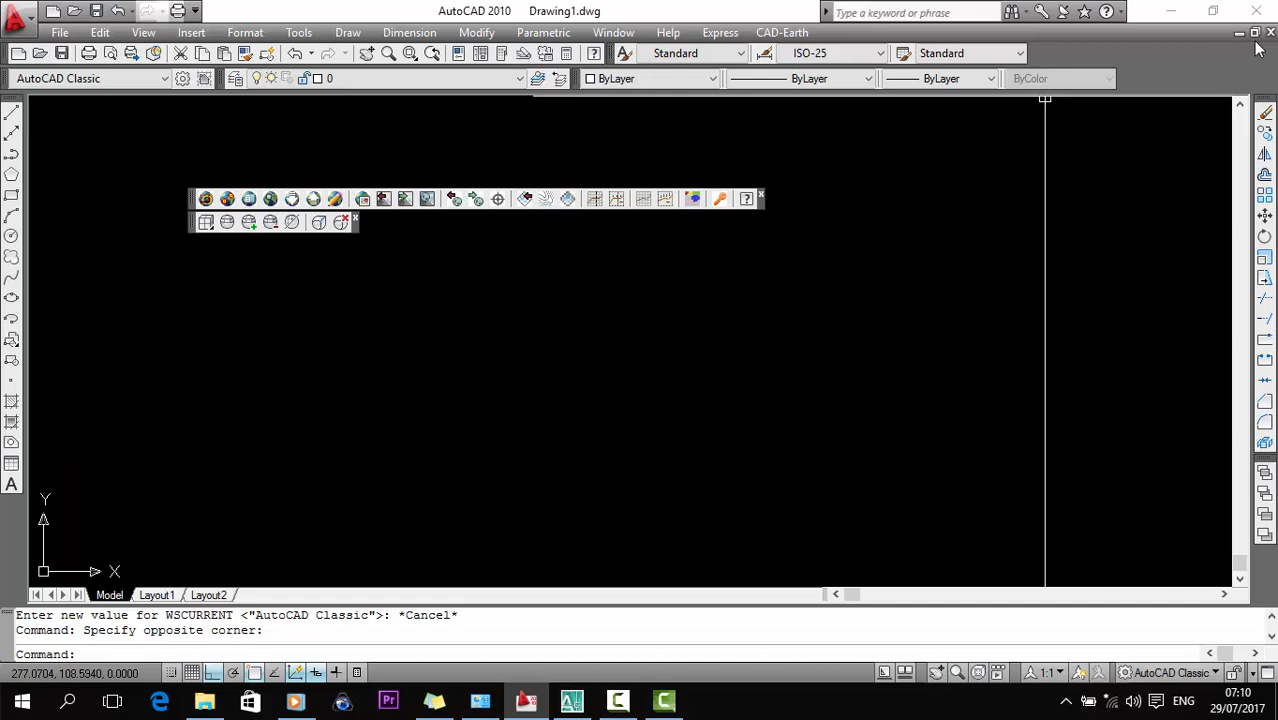 AutoCAD 2010 Drawing1.dwg
Type a keyword or phrase
File Edit View Insert Format Tools Draw Dimension Modify Parametric Window Help Express CAD-Earth
Standard ISO-25 Standard
AutoCAD Classic 0 ByLayer ByLayer ByLayer ByColor
Y
X
Model Layout1 Layout2
Enter new value for WSCURRENT <"AutoCAD Classic">: *Cancel*
Command: Specify opposite corner:
Command:
277.0704, 108.5940, 0.0000 1:1 AutoCAD Classic
Pr ENG 07:10
29/07/2017